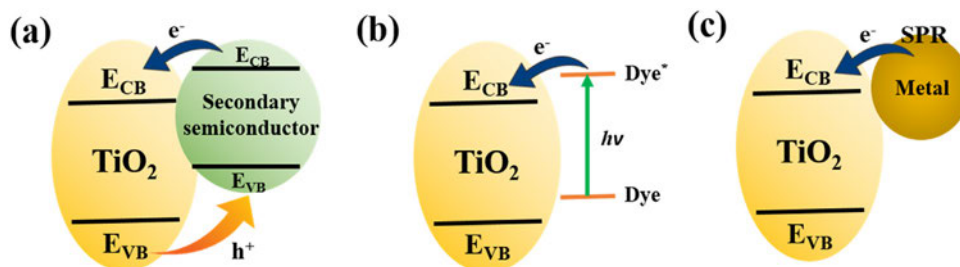 (a)
e⁻
E_CB
E_CB
Secondary
semiconductor
TiO₂
E_VB
E_VB
h⁺
(b)
e⁻
E_CB
Dye*
hν
TiO₂
Dye
E_VB
(c)
e⁻
SPR
E_CB
Metal
TiO₂
E_VB